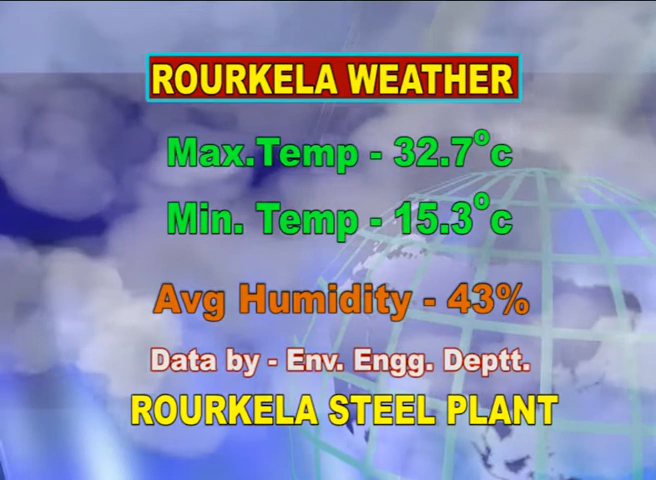 ROURKELA WEATHER
Max.Temp - 32.7°c
Min. Temp - 15.3°c
Avg Humidity - 43%
Data by - Env. Engg. Deptt.
ROURKELA STEEL PLANT